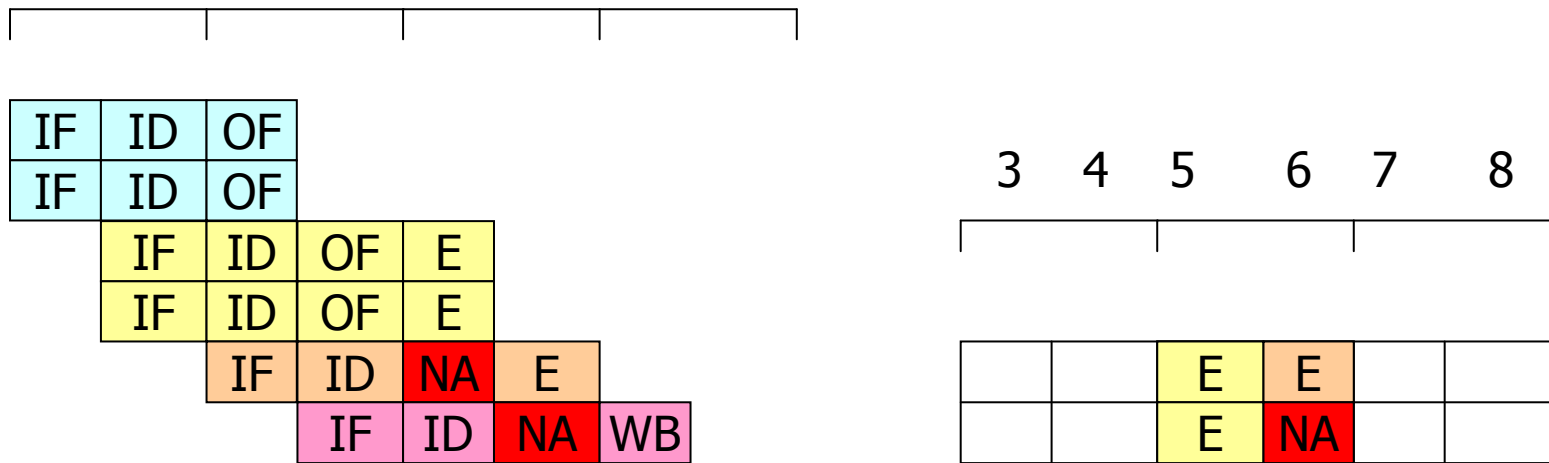 IF ID OF
IF ID OF
IF ID OF E
IF ID OF E
IF ID NA E
IF ID NA WB
3 4 5 6 7 8
E E
E NA